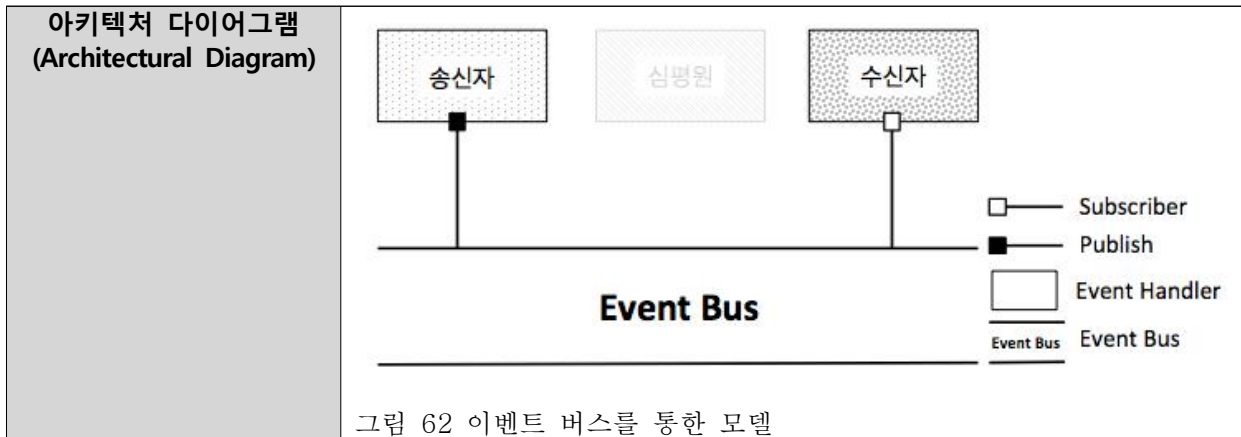 아키텍처 다이어그램
(Architectural Diagram)
송신자
심평원
수신자
Subscriber
Publish
Event Handler
Event Bus
Event Bus
Event Bus
그림 62 이벤트 버스를 통한 모델